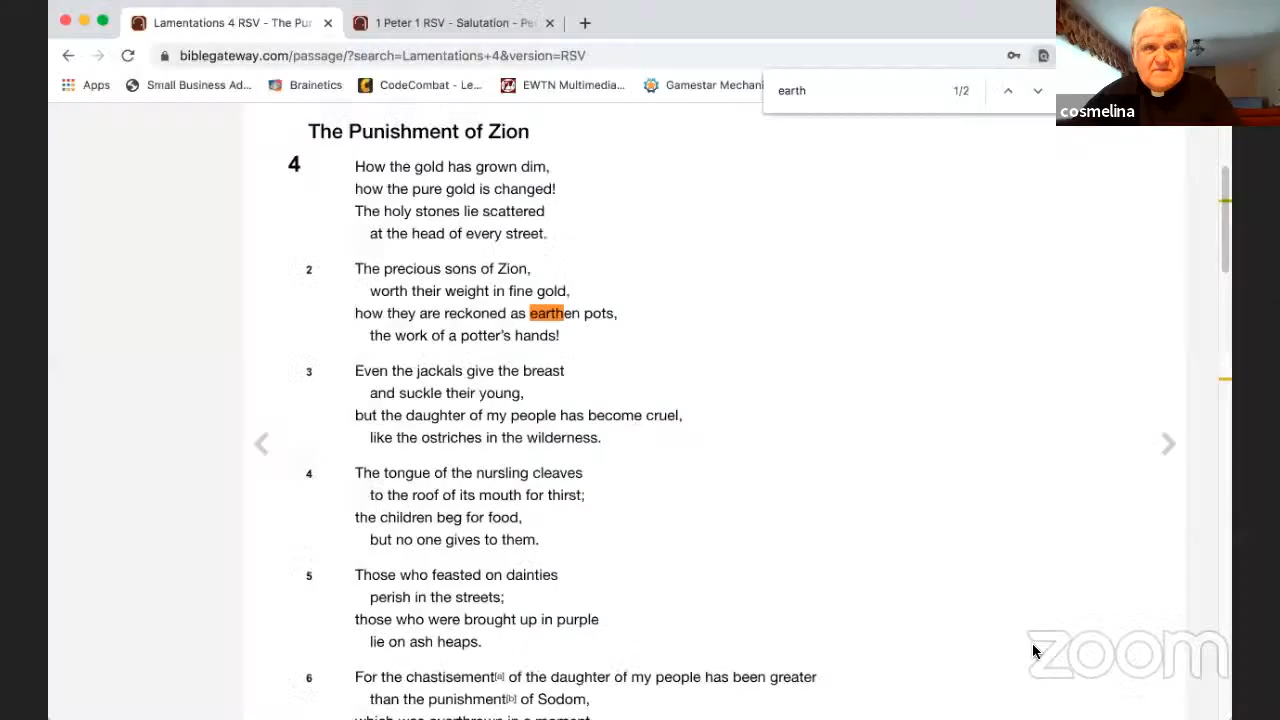 Lamentations 4 RSV - The Pur
1 Peter 1 RSV - Salutation - Pe
biblegateway.com/passage/?search=Lamentations+4&version=RSV
Apps
Small Business Ad...
Brainetics
CodeCombat - Le...
EWTN Multimedia...
Gamestar Mechani
earth
1/2
cosmelina
The Punishment of Zion
4 How the gold has grown dim,
how the pure gold is changed!
The holy stones lie scattered
at the head of every street.
2 The precious sons of Zion,
worth their weight in fine gold,
how they are reckoned as earthen pots,
the work of a potter's hands!
3 Even the jackals give the breast
and suckle their young,
but the daughter of my people has become cruel,
like the ostriches in the wilderness.
4 The tongue of the nursling cleaves
to the roof of its mouth for thirst;
the children beg for food,
but no one gives to them.
5 Those who feasted on dainties
perish in the streets;
those who were brought up in purple
lie on ash heaps.
6 For the chastisement[a] of the daughter of my people has been greater
than the punishment[b] of Sodom,
which was overthrown in a moment
zoom